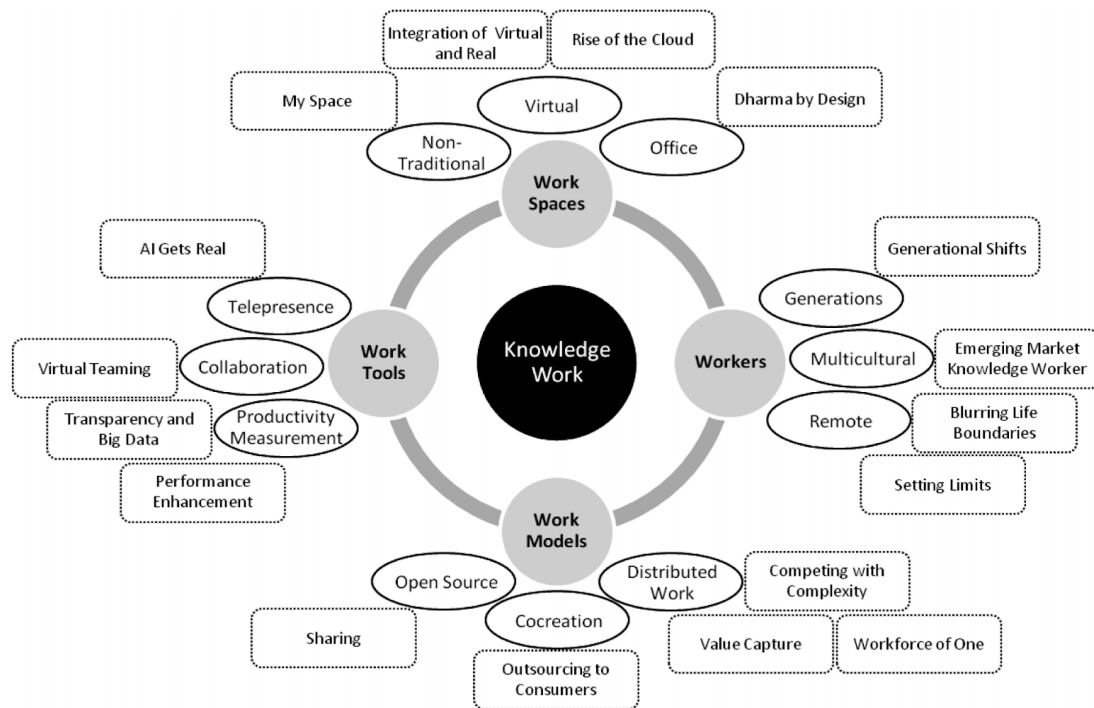 Integration of Virtual
and Real
Rise of the Cloud
My Space
Dharma by Design
Virtual
Non-
Traditional
Office
Work
Spaces
AI Gets Real
Generational Shifts
Telepresence
Generations
Virtual Teaming
Collaboration
Work
Tools
Knowledge
Work
Workers
Multicultural
Emerging Market
Knowledge Worker
Transparency and
Big Data
Productivity
Measurement
Remote
Blurring Life
Boundaries
Performance
Enhancement
Setting Limits
Work
Models
Open Source
Distributed
Work
Competing with
Complexity
Cocreation
Sharing
Value Capture
Workforce of One
Outsourcing to
Consumers